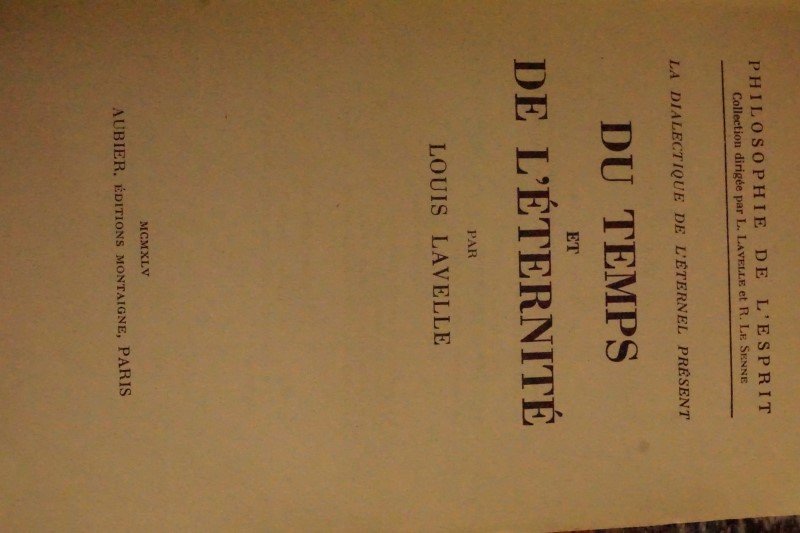 PHILOSOPHIE DE L'ESPRIT
Collection dirigée par L. LAVELLE et R. LE SENNE
LA DIALECTIQUE DE L'ÉTERNEL PRÉSENT
DU TEMPS
ET
DE L'ÉTERNITÉ
PAR
LOUIS LAVELLE
MCMXLV
AUBIER, ÉDITIONS MONTAIGNE, PARIS